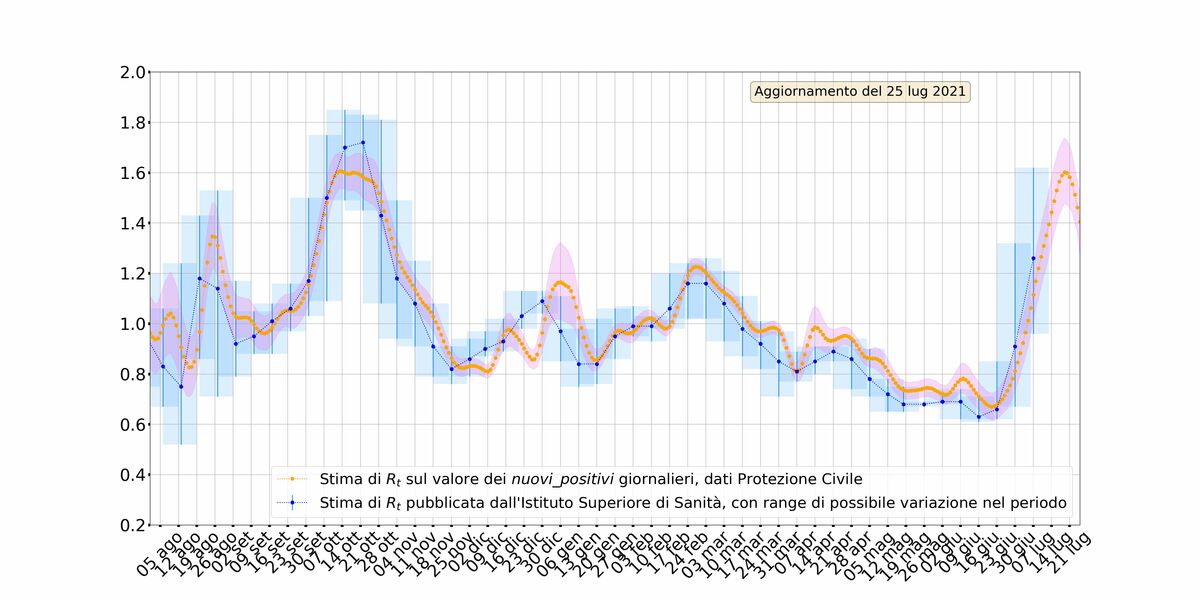 2.0
Aggiornamento del 25 lug 2021
1.8
1.6
1.4
1.2
1.0
0.8
0.6
0.4
Stima di Rt sul valore dei nuovi_positivi giornalieri, dati Protezione Civile
Stima di Rt pubblicata dall'Istituto Superiore di Sanità, con range di possibile variazione nel periodo
0.2
05 ago
12 ago
19 ago
26 ago
02 set
09 set
16 set
23 set
30 set
07 ott
14 ott
21 ott
28 ott
04 nov
11 nov
18 nov
25 nov
02 dic
09 dic
16 dic
23 dic
30 dic
06 gen
13 gen
20 gen
27 gen
03 feb
10 feb
17 feb
24 feb
03 mar
10 mar
17 mar
24 mar
31 mar
07 apr
14 apr
21 apr
28 apr
05 mag
12 mag
19 mag
26 mag
02 giu
09 giu
16 giu
23 giu
30 giu
07 lug
14 lug
21 lug